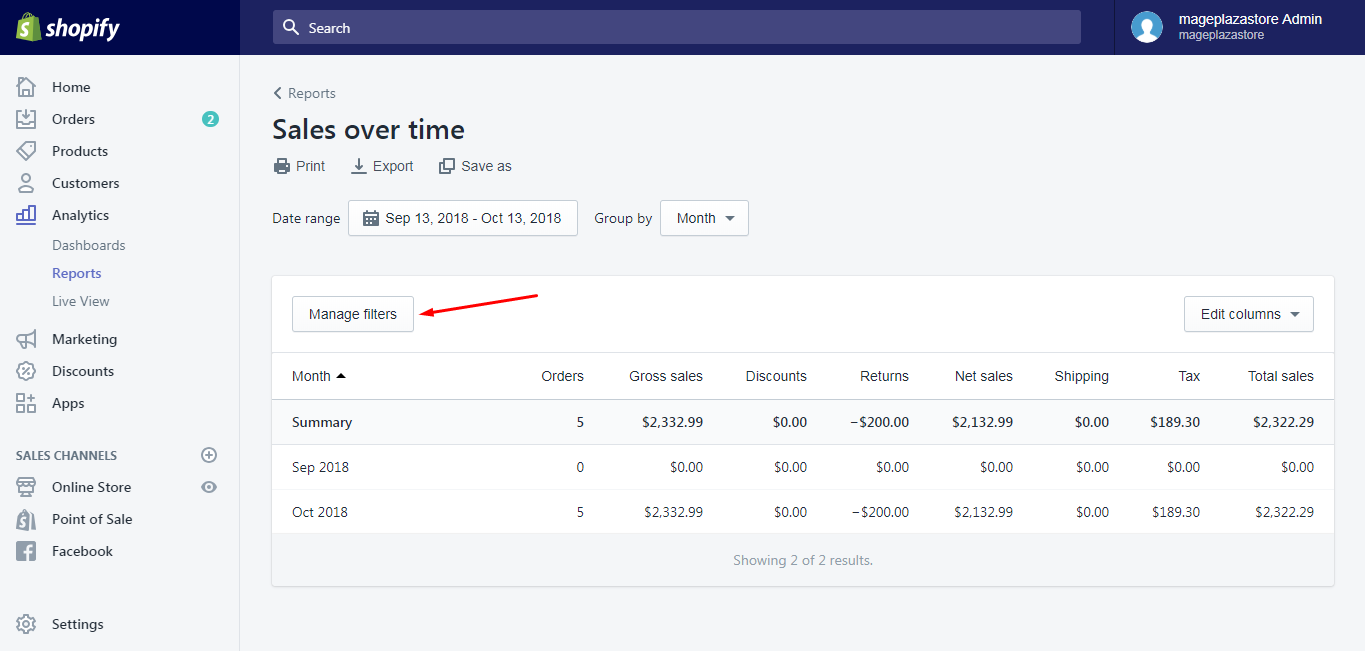 shopify
Search
mageplazastore Admin
mageplazastore
Home
Orders 2
Products
Customers
Analytics
Dashboards
Reports
Live View
Marketing
Discounts
Apps
SALES CHANNELS
Online Store
Point of Sale
Facebook
Settings
Reports
Sales over time
Print Export Save as
Date range Sep 13, 2018 - Oct 13, 2018 Group by Month
Manage filters Edit columns
Month Orders Gross sales Discounts Returns Net sales Shipping Tax Total sales
Summary 5 $2,332.99 $0.00 −$200.00 $2,132.99 $0.00 $189.30 $2,322.29
Sep 2018 0 $0.00 $0.00 $0.00 $0.00 $0.00 $0.00 $0.00
Oct 2018 5 $2,332.99 $0.00 −$200.00 $2,132.99 $0.00 $189.30 $2,322.29
Showing 2 of 2 results.